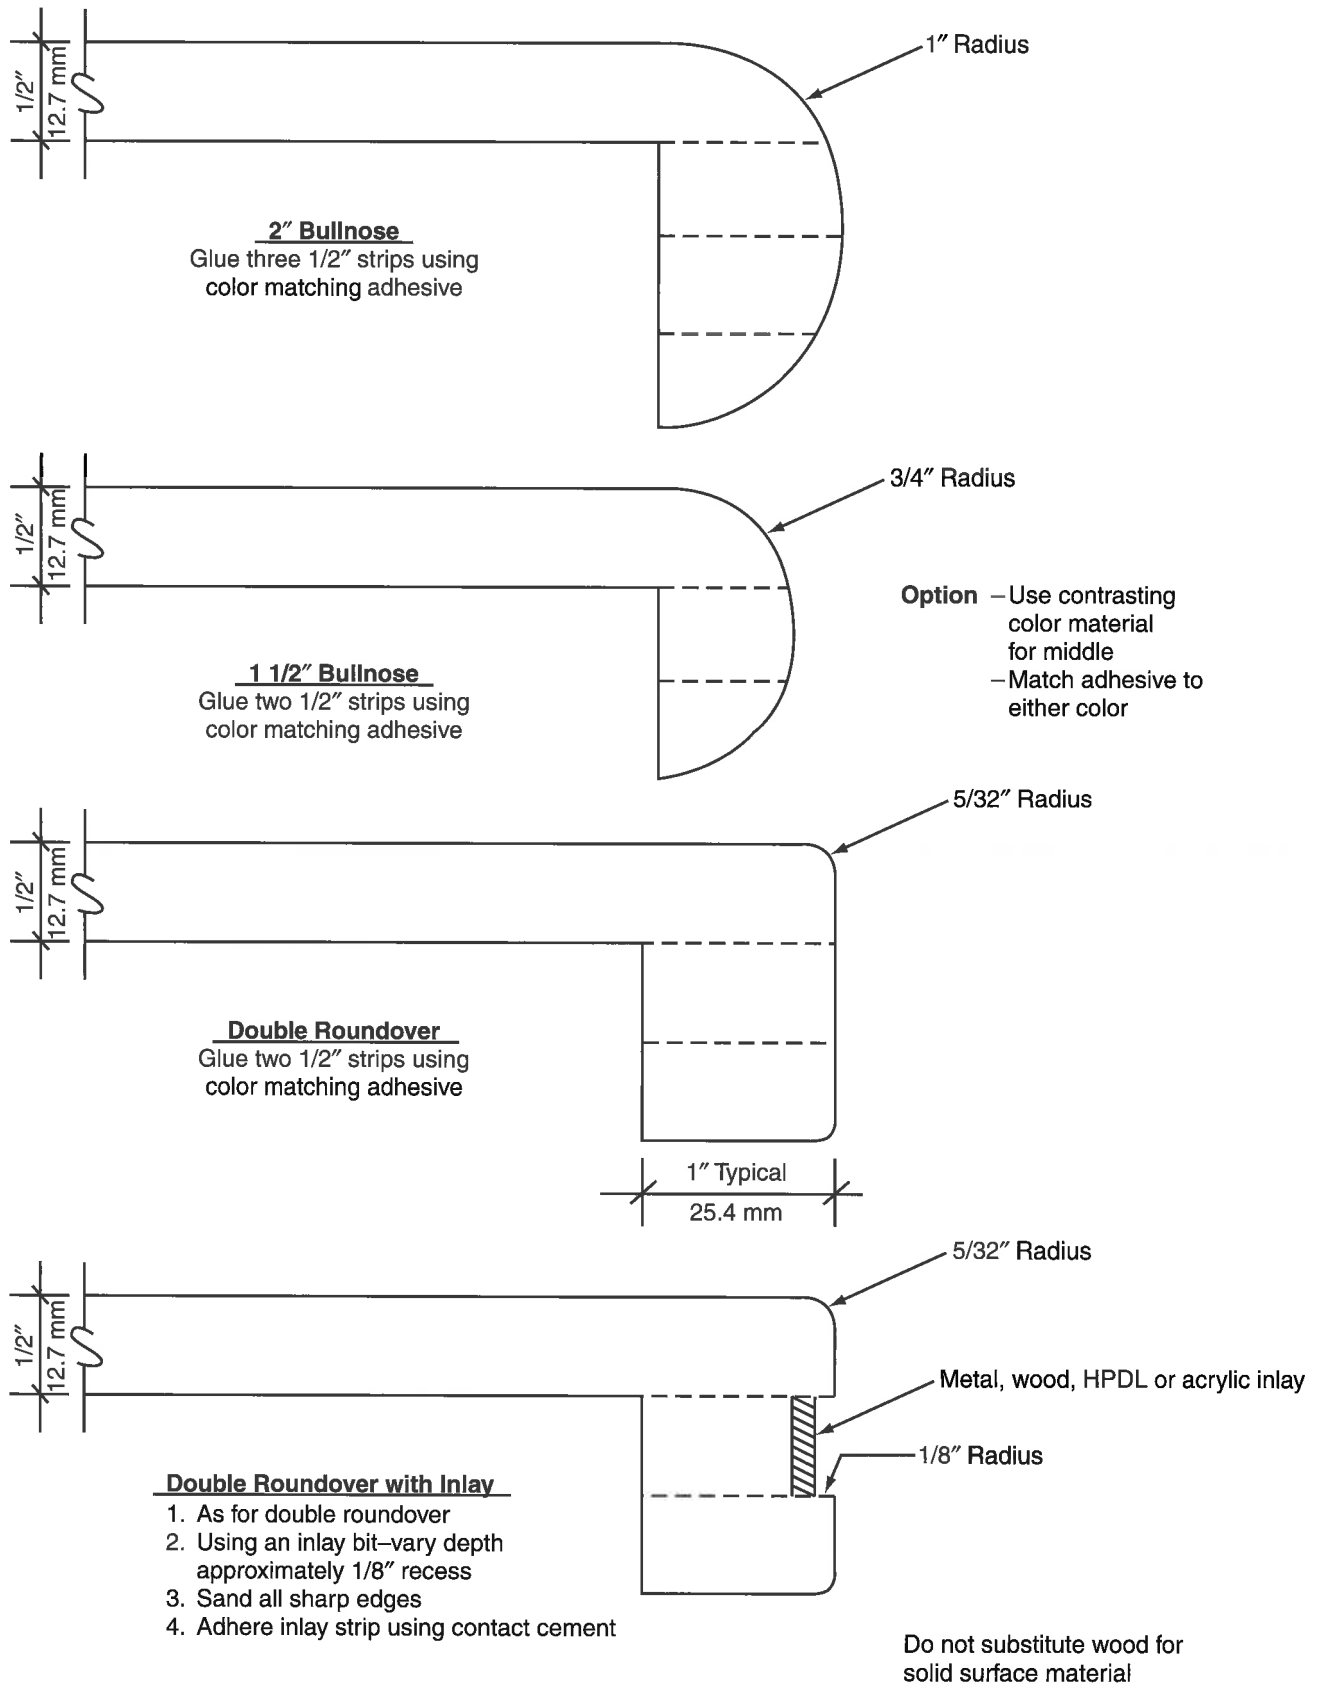 1" Radius
1/2"
12.7 mm
2" Bullnose
Glue three 1/2" strips using
color matching adhesive
3/4" Radius
1/2"
12.7 mm
Option – Use contrasting
color material
for middle
– Match adhesive to
either color
1 1/2" Bullnose
Glue two 1/2" strips using
color matching adhesive
5/32" Radius
1/2"
12.7 mm
Double Roundover
Glue two 1/2" strips using
color matching adhesive
1" Typical
25.4 mm
5/32" Radius
1/2"
12.7 mm
Metal, wood, HPDL or acrylic inlay
1/8" Radius
Double Roundover with Inlay
1. As for double roundover
2. Using an inlay bit–vary depth
approximately 1/8" recess
3. Sand all sharp edges
4. Adhere inlay strip using contact cement
Do not substitute wood for
solid surface material